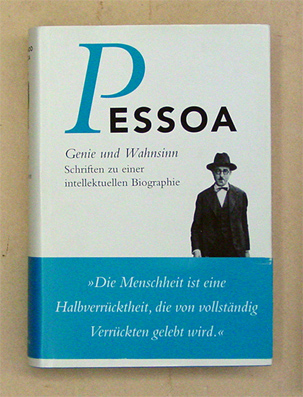 PESSOA
Genie und Wahnsinn
Schriften zu einer
intellektuellen Biographie
»Die Menschheit ist eine
Halbverrücktheit, die von vollständig
Verrückten gelebt wird.«